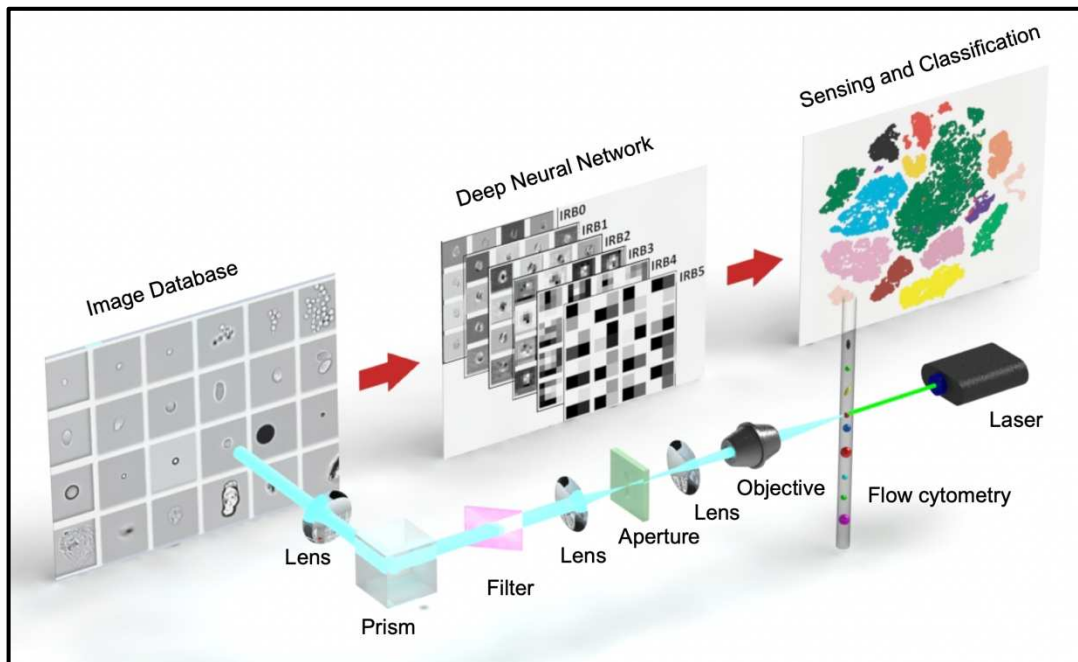 Sensing and Classification
Deep Neural Network
IRB0
IRB1
IRB2
IRB3
IRB4
IRB5
Image Database
Laser
Flow cytometry
Objective
Lens
Aperture
Lens
Filter
Lens
Prism